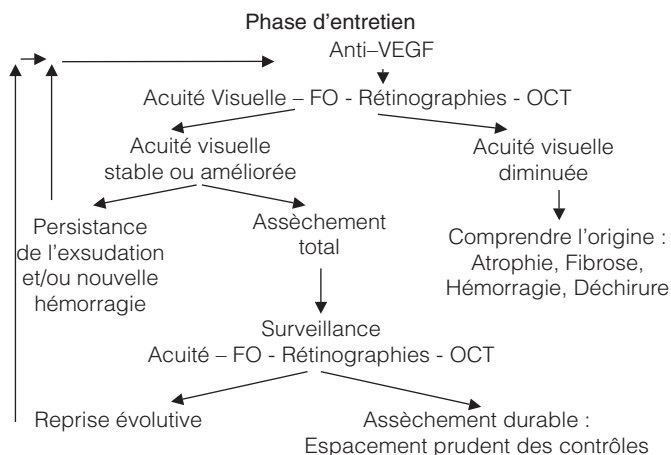 Phase d'entretien
Anti–VEGF
Acuité Visuelle – FO - Rétinographies - OCT
Acuité visuelle
stable ou améliorée
Acuité visuelle
diminuée
Persistance
de l'exsudation
et/ou nouvelle
hémorragie
Assèchement
total
Comprendre l'origine :
Atrophie, Fibrose,
Hémorragie, Déchirure
Surveillance
Acuité – FO - Rétinographies - OCT
Reprise évolutive
Assèchement durable :
Espacement prudent des contrôles